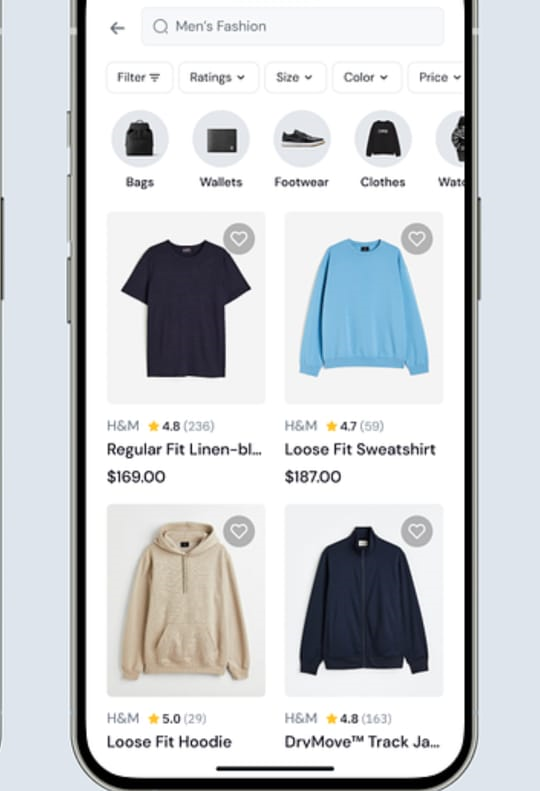 Men's Fashion
Filter Ratings Size Color Price
Bags Wallets Footwear Clothes Watc
H&M 4.8 (236) H&M 4.7 (59)
Regular Fit Linen-bl... Loose Fit Sweatshirt
$169.00 $187.00
H&M 5.0 (29) H&M 4.8 (163)
Loose Fit Hoodie DryMove™ Track Ja...